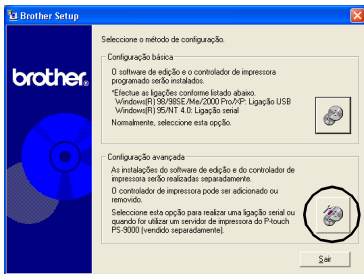 Brother Setup
Seleccione o método de configuração.
brother®
Configuração básica
O software de edição e o controlador de impressora
programado serão instalados.
*Efectue as ligações conforme listado abaixo.
Windows(R) 98/98SE/Me/2000 Pro/XP: Ligação USB
Windows(R) 95/NT 4.0: Ligação serial
Normalmente, seleccione esta opção.
Configuração avançada
As instalações do software de edição e do controlador de
impressora serão realizadas separadamente.
O controlador de impressora pode ser adicionado ou
removido.
Seleccione esta opção para realizar uma ligação serial ou
quando for utilizar um servidor de impressora do P-touch
PS-9000 (vendido separadamente).
Sair